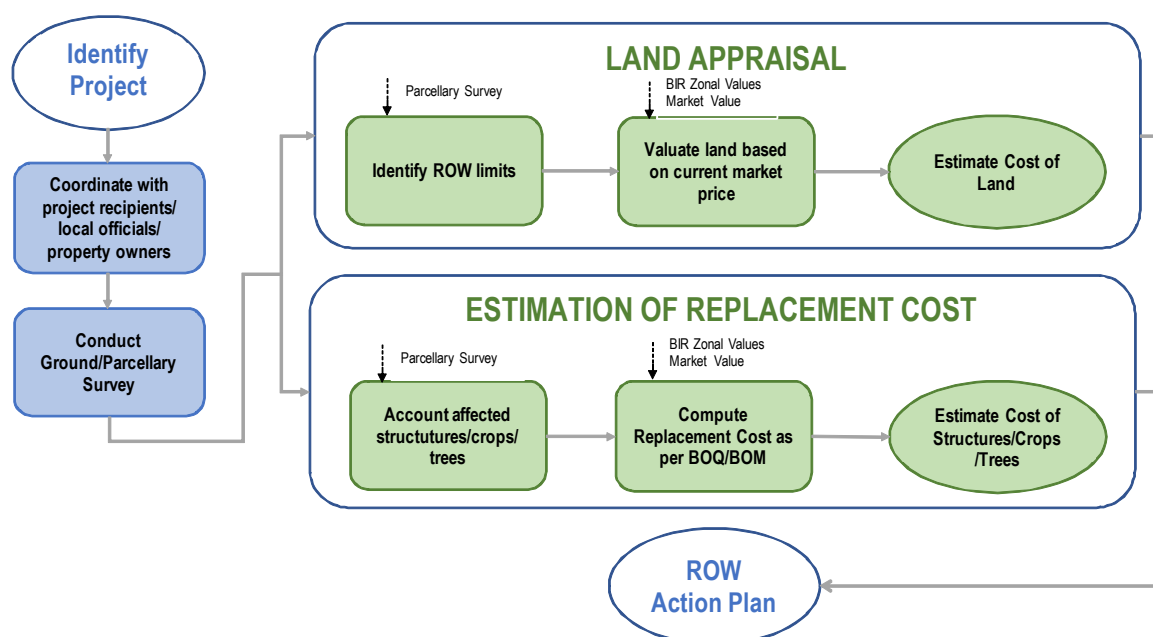 Identify
Project
Coordinate with
project recipients/
local officials/
property owners
Conduct
Ground/Parcellary
Survey
LAND APPRAISAL
Parcellary Survey
BIR Zonal Values
Market Value
Identify ROW limits
Valuate land based
on current market
price
Estimate Cost of
Land
ESTIMATION OF REPLACEMENT COST
Parcellary Survey
BIR Zonal Values
Market Value
Account affected
structutures/crops/
trees
Compute
Replacement Cost as
per BOQ/BOM
Estimate Cost of
Structures/Crops
/Trees
ROW
Action Plan